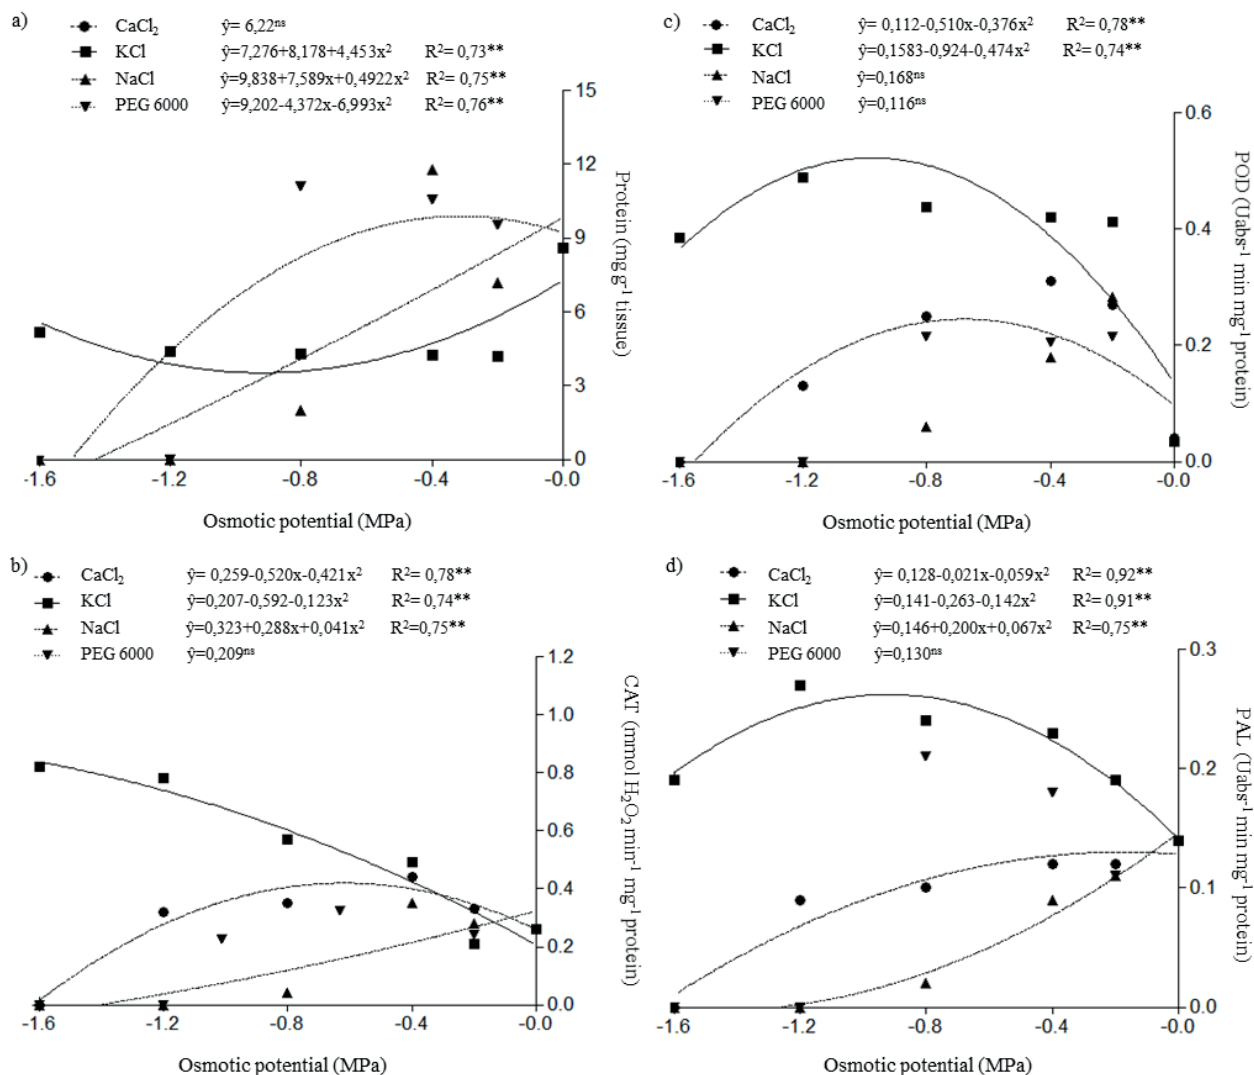 a)
CaCl2 ŷ= 6,22ns
KCl ŷ=7,276+8,178+4,453x2 R2= 0,73**
NaCl ŷ=9,838+7,589x+0,4922x2 R2= 0,75**
PEG 6000 ŷ=9,202-4,372x-6,993x2 R2= 0,76**
15
12
9
6
3
0
Protein (mg g-1 tissue)
-1.6 -1.2 -0.8 -0.4 -0.0
Osmotic potential (MPa)
c)
CaCl2 ŷ= 0,112-0,510x-0,376x2 R2= 0,78**
KCl ŷ=0,1583-0,924-0,474x2 R2= 0,74**
NaCl ŷ=0,168ns
PEG 6000 ŷ=0,116ns
0.6
0.4
0.2
0.0
POD (Uabs-1 min mg-1 protein)
-1.6 -1.2 -0.8 -0.4 -0.0
Osmotic potential (MPa)
b)
CaCl2 ŷ= 0,259-0,520x-0,421x2 R2= 0,78**
KCl ŷ=0,207-0,592-0,123x2 R2= 0,74**
NaCl ŷ=0,323+0,288x+0,041x2 R2=0,75**
PEG 6000 ŷ=0,209ns
1.2
1.0
0.8
0.6
0.4
0.2
0.0
CAT (mmol H2O2 min-1 mg-1 protein)
-1.6 -1.2 -0.8 -0.4 -0.0
Osmotic potential (MPa)
d)
CaCl2 ŷ= 0,128-0,021x-0,059x2 R2= 0,92**
KCl ŷ=0,141-0,263-0,142x2 R2= 0,91**
NaCl ŷ=0,146+0,200x+0,067x2 R2=0,75**
PEG 6000 ŷ=0,130ns
0.3
0.2
0.1
0.0
PAL (Uabs-1 min mg-1 protein)
-1.6 -1.2 -0.8 -0.4 -0.0
Osmotic potential (MPa)